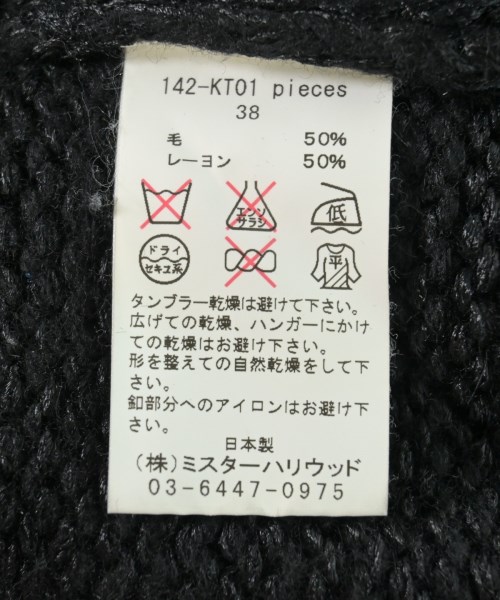 142-KT01 pieces
38
毛 50%
レーヨン 50%
エンソ
サラシ
低
ドライ
セキユ系
平
タンブラー乾燥は避けて下さい。
広げての乾燥、ハンガーにかけ
ての乾燥はお避け下さい。
形を整えての自然乾燥をして下
さい。
釦部分へのアイロンはお避け下
さい。
日本製
(株)ミスターハリウッド
03-6447-0975